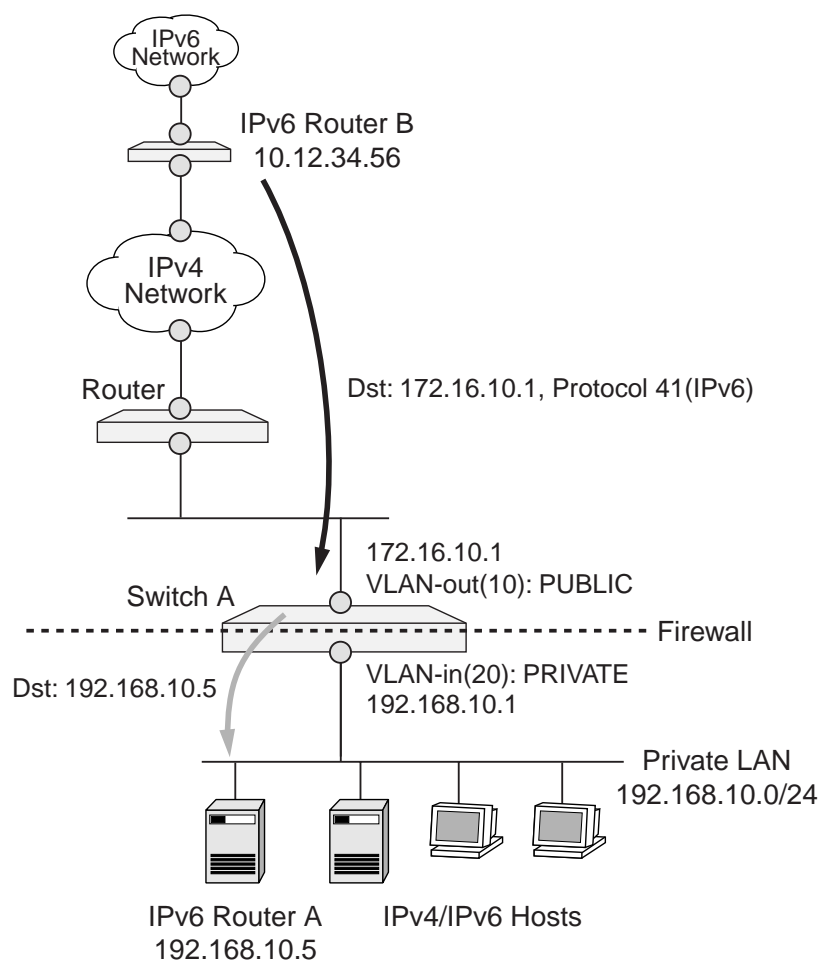 IPv6
Network
IPv6 Router B
10.12.34.56
IPv4
Network
Router
Dst: 172.16.10.1, Protocol 41(IPv6)
172.16.10.1
VLAN-out(10): PUBLIC
Switch A
Firewall
Dst: 192.168.10.5
VLAN-in(20): PRIVATE
192.168.10.1
Private LAN
192.168.10.0/24
IPv6 Router A
192.168.10.5
IPv4/IPv6 Hosts